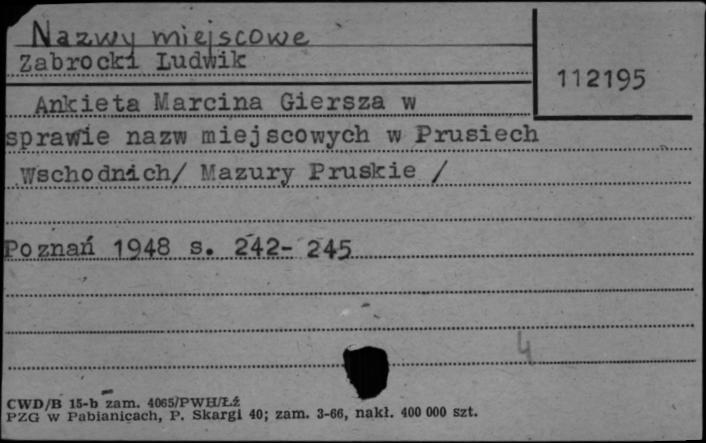 Nazwy miejscowe
Zabrocki Ludwik
112195
Ankieta Marcina Giersza w
sprawie nazw miejscowych w Prusiech
Wschodnich/ Mazury Pruskie /
Poznań 1948 s. 242- 245
4
CWD/B 15-b zam. 4065/PWH/Łź
PZG w Pabianicach, P. Skargi 40; zam. 3-66, nakł. 400 000 szt.